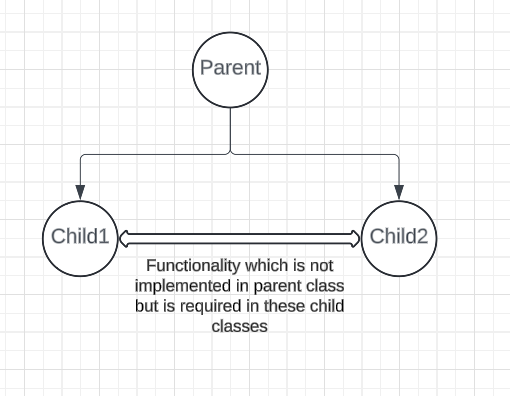 Parent
Child1
Child2
Functionality which is not
implemented in parent class
but is required in these child
classes